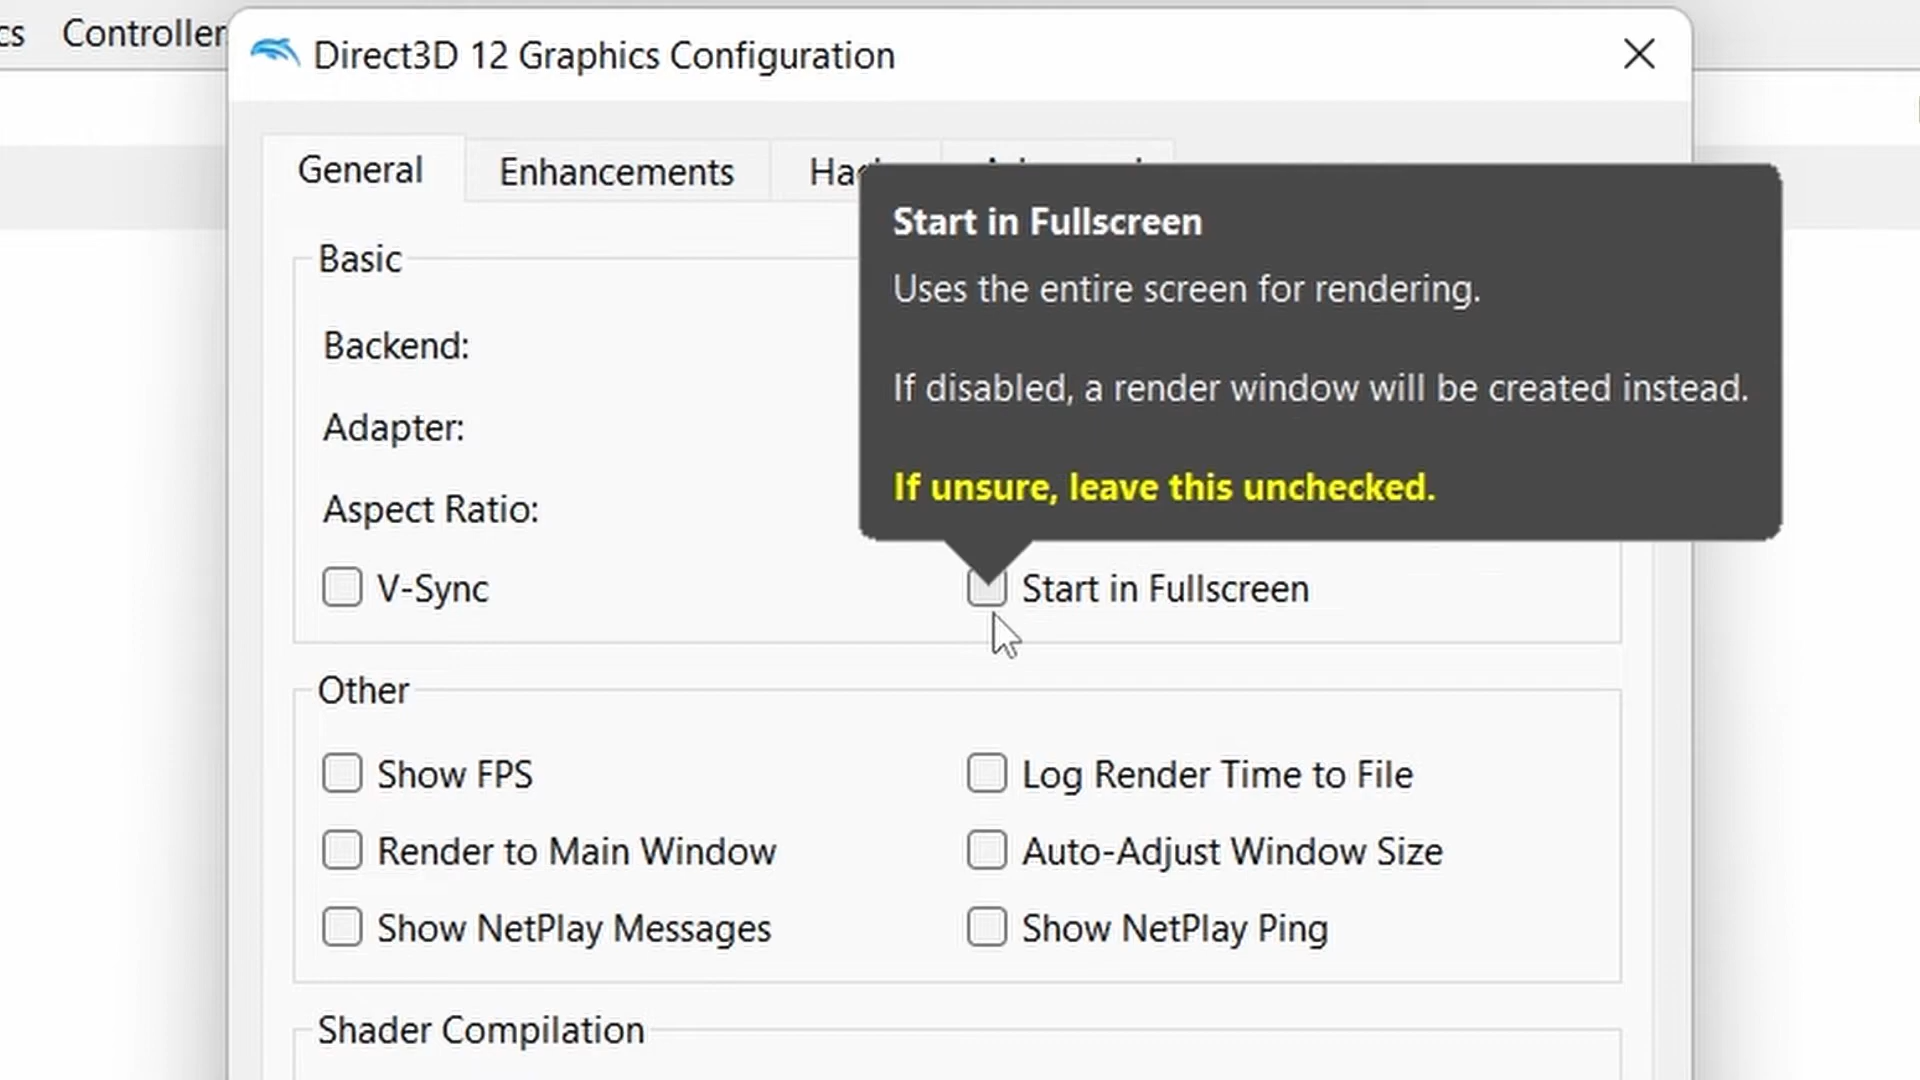 cs Controller
Direct3D 12 Graphics Configuration
General Enhancements
Start in Fullscreen
Uses the entire screen for rendering.
If disabled, a render window will be created instead.
If unsure, leave this unchecked.
Basic
Backend:
Adapter:
Aspect Ratio:
V-Sync Start in Fullscreen
Other
Show FPS Log Render Time to File
Render to Main Window Auto-Adjust Window Size
Show NetPlay Messages Show NetPlay Ping
Shader Compilation